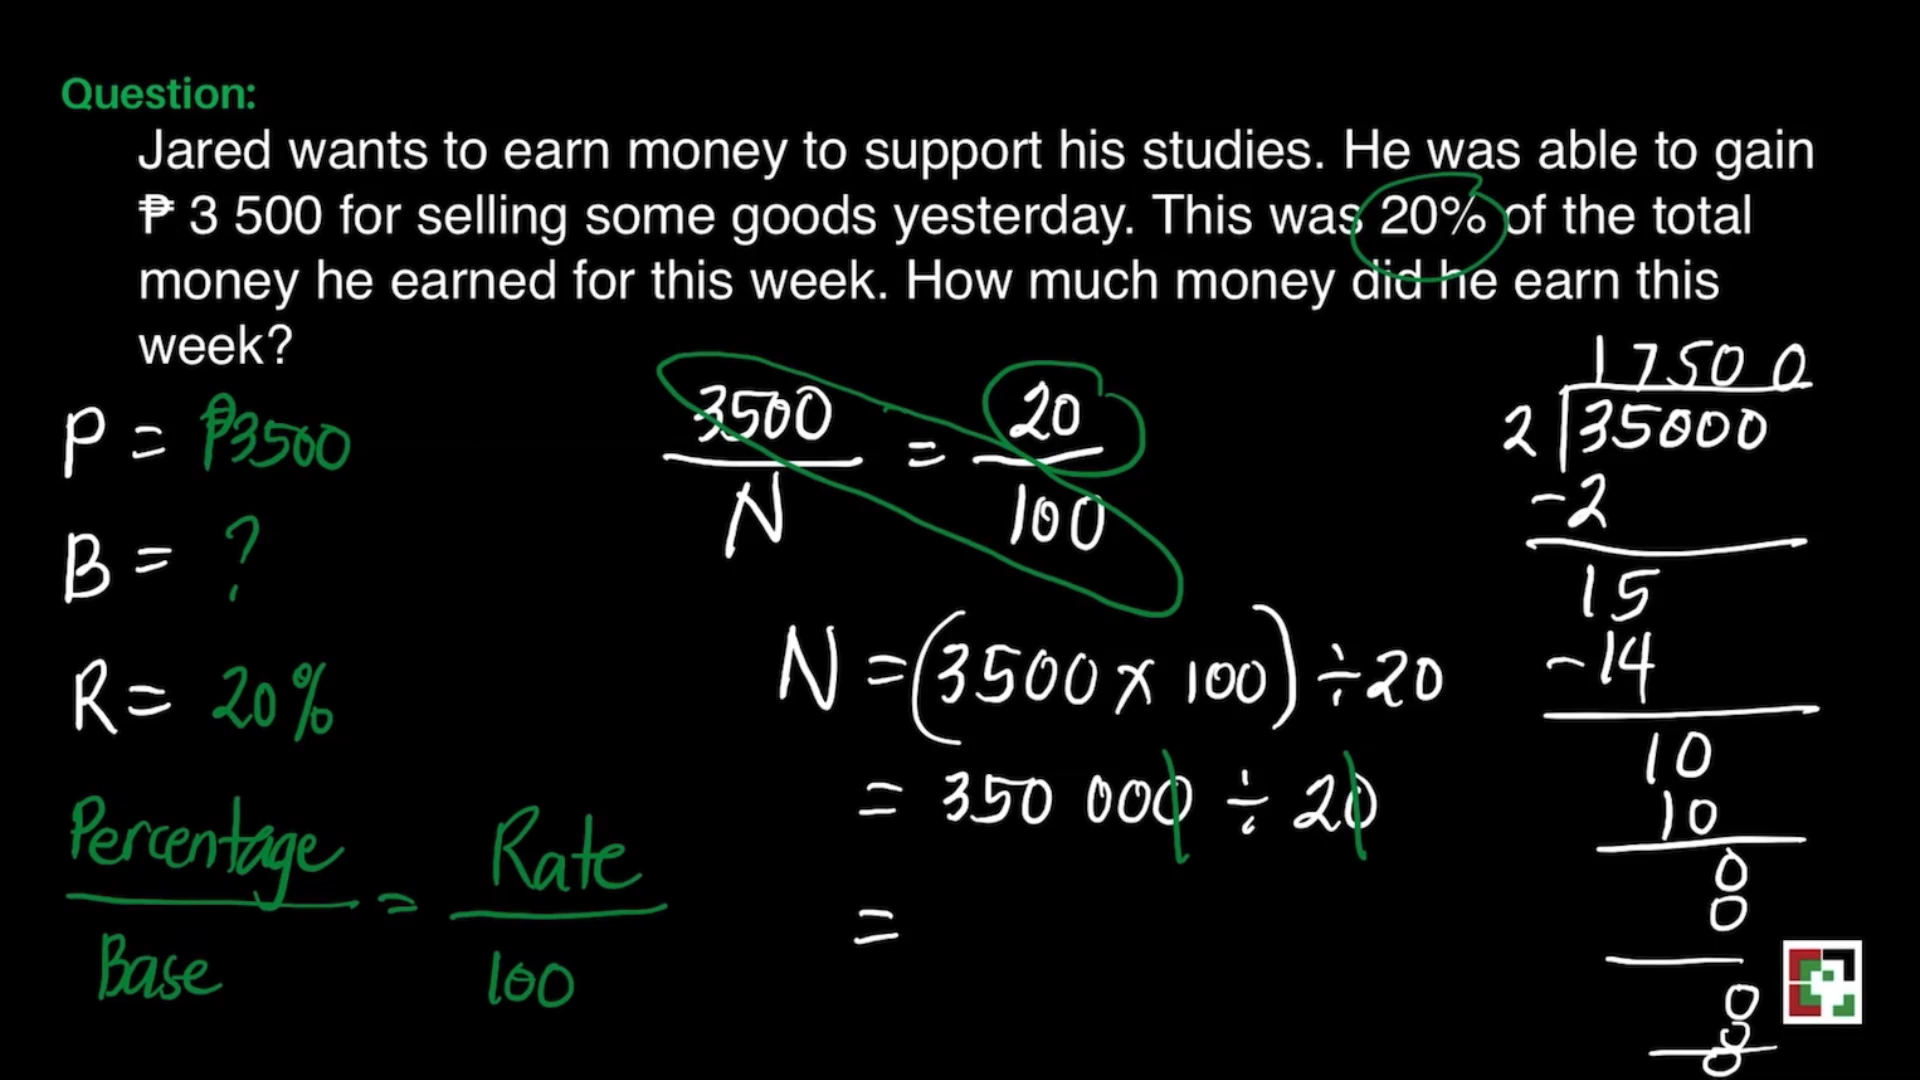 Question:
Jared wants to earn money to support his studies. He was able to gain
₱ 3 500 for selling some goods yesterday. This was 20% of the total
money he earned for this week. How much money did he earn this
week?
P = ₱3500
B = ?
R = 20%
Percentage / Base = Rate / 100
3500 / N = 20 / 100
N = (3500 x 100) ÷ 20
= 350 000 ÷ 20
=
17500
2 35000
-2
15
-14
10
10
0
0
0
0
0